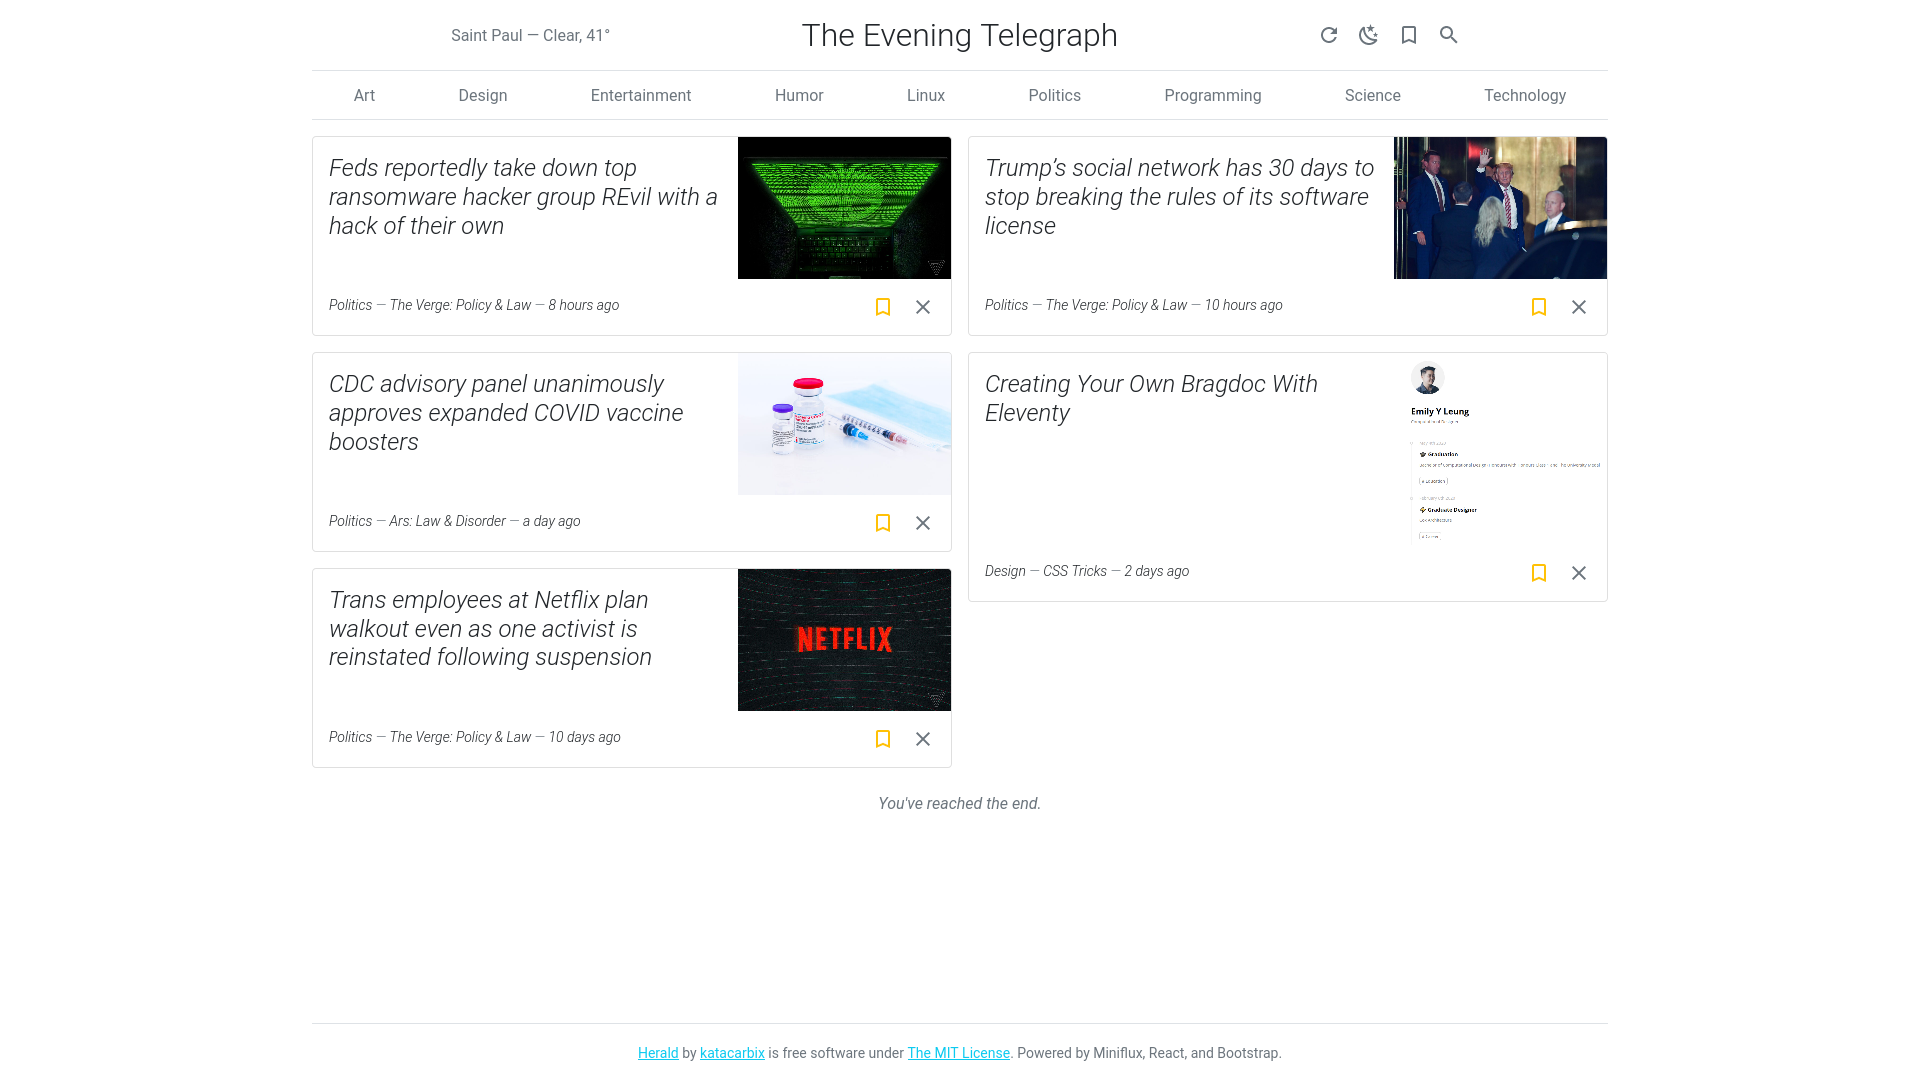 Saint Paul — Clear, 41°
The Evening Telegraph
Art Design Entertainment Humor Linux Politics Programming Science Technology
Feds reportedly take down top
ransomware hacker group REvil with a
hack of their own
Politics — The Verge: Policy & Law — 8 hours ago
Trump’s social network has 30 days to
stop breaking the rules of its software
license
Politics — The Verge: Policy & Law — 10 hours ago
CDC advisory panel unanimously
approves expanded COVID vaccine
boosters
Politics — Ars: Law & Disorder — a day ago
Creating Your Own Bragdoc With
Eleventy
Emily Y Leung
Computational Designer
Graduation
# Education
Graduate Designer
# Career
Design — CSS Tricks — 2 days ago
Trans employees at Netflix plan
walkout even as one activist is
reinstated following suspension
NETFLIX
Politics — The Verge: Policy & Law — 10 days ago
You've reached the end.
Herald by katacarbix is free software under The MIT License. Powered by Miniflux, React, and Bootstrap.